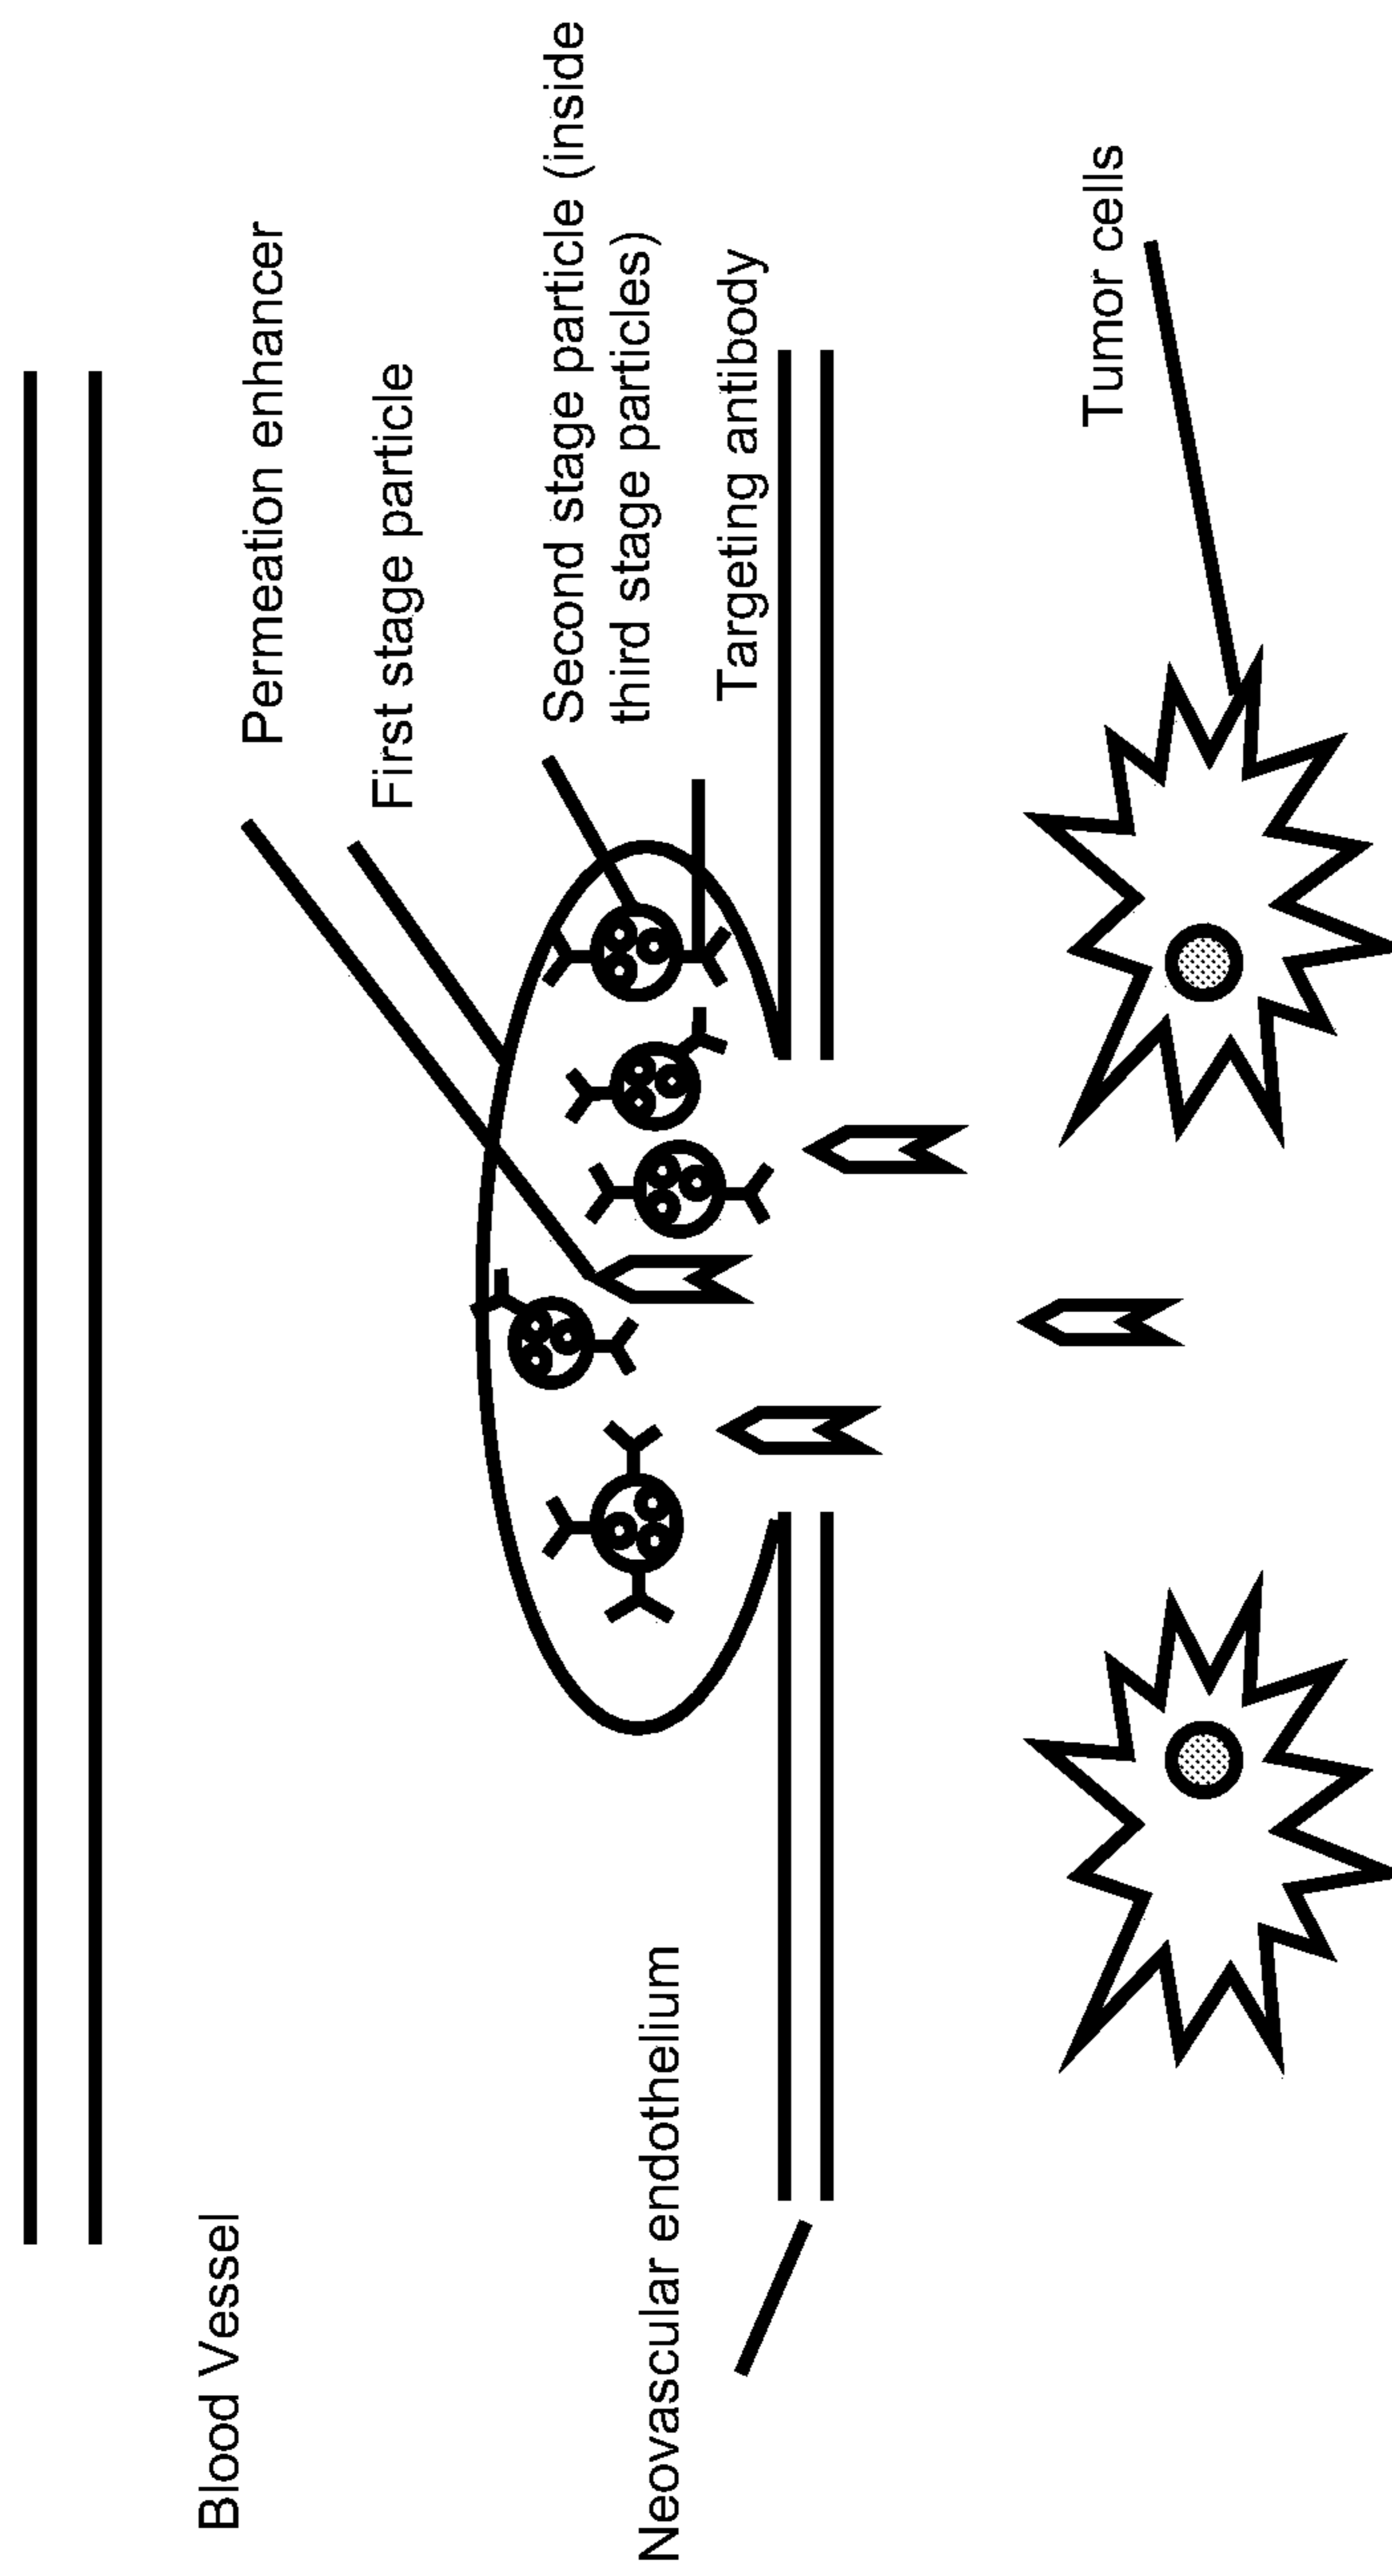 Blood Vessel
Permeation enhancer
First stage particle
Second stage particle (inside
third stage particles)
Targeting antibody
Neovascular endothelium
Tumor cells